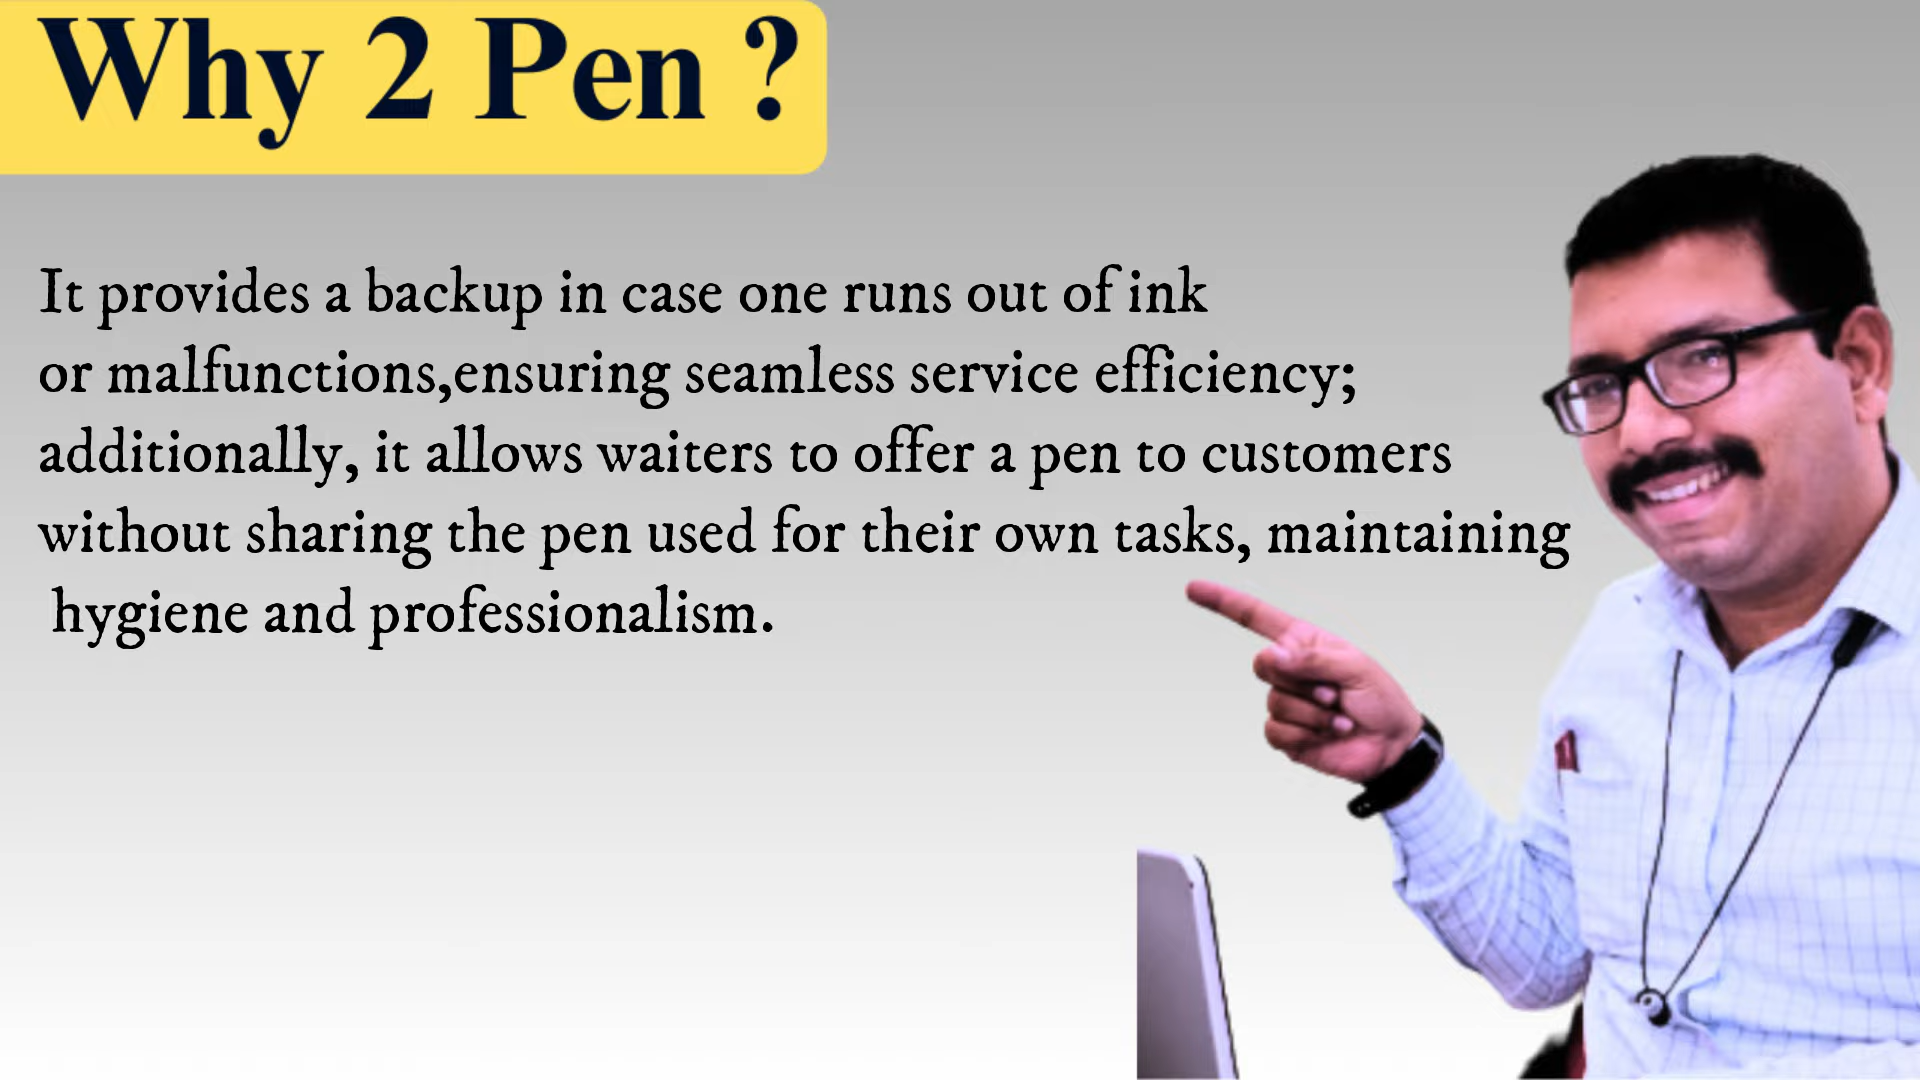 Why 2 Pen ?
It provides a backup in case one runs out of ink
or malfunctions,ensuring seamless service efficiency;
additionally, it allows waiters to offer a pen to customers
without sharing the pen used for their own tasks, maintaining
hygiene and professionalism.